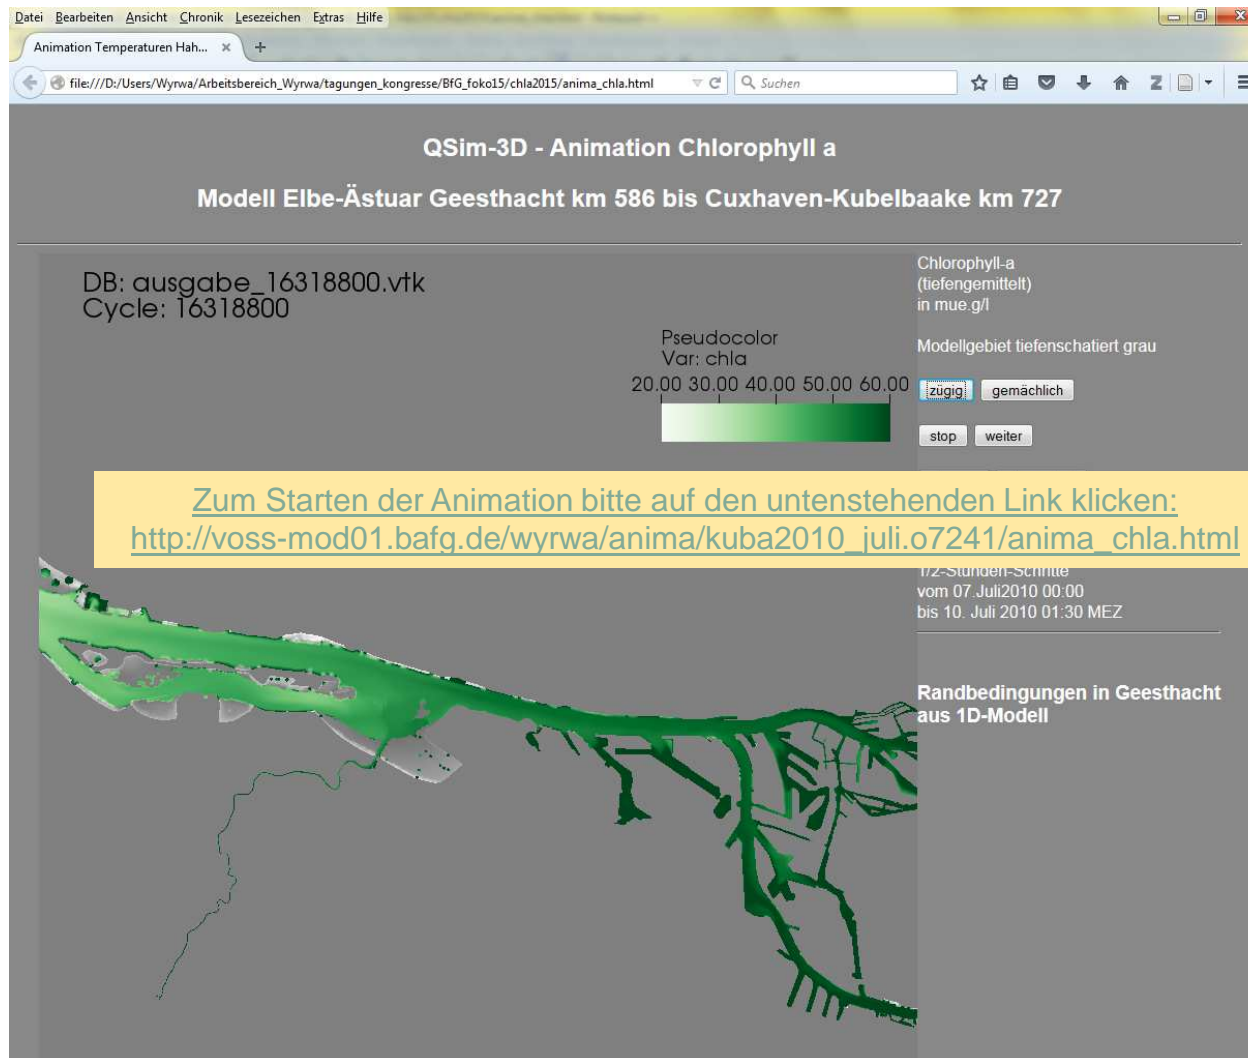 Datei Bearbeiten Ansicht Chronik Lesezeichen Extras Hilfe
Animation Temperaturen Hah... × +
file:///D:/Users/Wyrwa/Arbeitsbereich_Wyrwa/tagungen_kongresse/BfG_foko15/chla2015/anima_chla.html
Suchen
QSim-3D - Animation Chlorophyll a
Modell Elbe-Ästuar Geesthacht km 586 bis Cuxhaven-Kubelbaake km 727
DB: ausgabe_16318800.vtk
Cycle: 16318800
Pseudocolor
Var: chla
20.00 30.00 40.00 50.00 60.00
Chlorophyll-a
(tiefengemittelt)
in mue.g/l
Modellgebiet tiefenschatiert grau
zügig gemächlich
stop weiter
Zum Starten der Animation bitte auf den untenstehenden Link klicken:
http://voss-mod01.bafg.de/wyrwa/anima/kuba2010_juli.o7241/anima_chla.html
1/2-Stunden-Schritte
vom 07.Juli2010 00:00
bis 10. Juli 2010 01:30 MEZ
Randbedingungen in Geesthacht
aus 1D-Modell